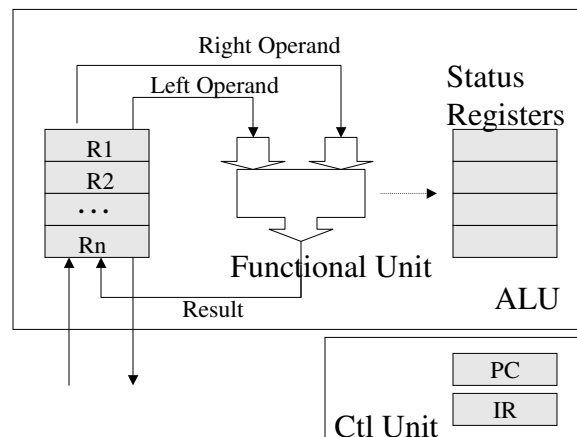 Right Operand
Left Operand
Status
Registers
R1
R2
...
Rn
Functional Unit
ALU
Result
PC
IR
Ctl Unit